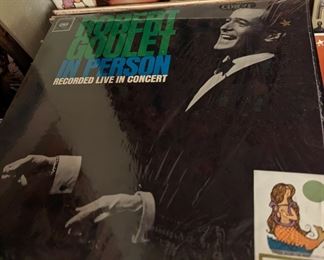 ROBERT
GOULET
IN PERSON
RECORDED LIVE IN CONCERT